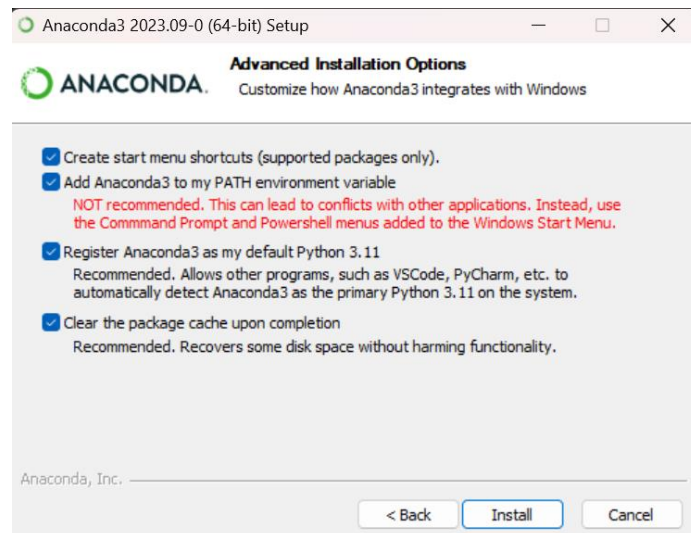 Anaconda3 2023.09-0 (64-bit) Setup
ANACONDA.
Advanced Installation Options
Customize how Anaconda3 integrates with Windows
Create start menu shortcuts (supported packages only).
Add Anaconda3 to my PATH environment variable
NOT recommended. This can lead to conflicts with other applications. Instead, use
the Commmand Prompt and Powershell menus added to the Windows Start Menu.
Register Anaconda3 as my default Python 3.11
Recommended. Allows other programs, such as VSCode, PyCharm, etc. to
automatically detect Anaconda3 as the primary Python 3.11 on the system.
Clear the package cache upon completion
Recommended. Recovers some disk space without harming functionality.
Anaconda, Inc.
< Back
Install
Cancel